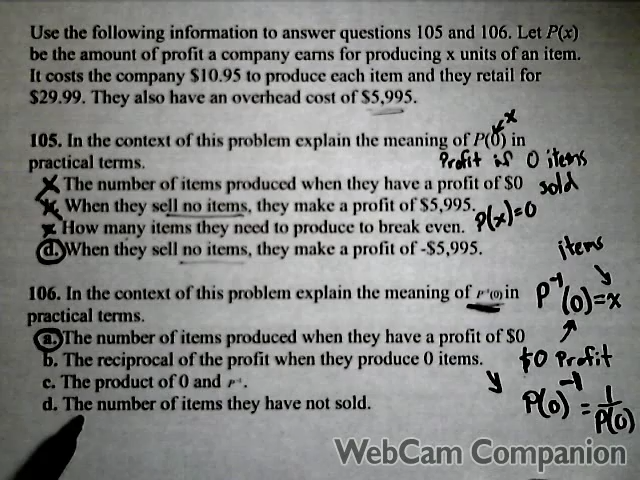 Use the following information to answer questions 105 and 106. Let P(x)
be the amount of profit a company earns for producing x units of an item.
It costs the company $10.95 to produce each item and they retail for
$29.99. They also have an overhead cost of $5,995.
x
105. In the context of this problem explain the meaning of P(0) in
practical terms.
Profit if 0 items
sold
The number of items produced when they have a profit of $0
When they sell no items, they make a profit of $5,995.
P(x)=0
How many items they need to produce to break even.
d. When they sell no items, they make a profit of -$5,995.
items
106. In the context of this problem explain the meaning of P⁻¹(0) in
P⁻¹(0)=x
practical terms.
a. The number of items produced when they have a profit of $0
b. The reciprocal of the profit when they produce 0 items.
$0 Profit
c. The product of 0 and P⁻¹.
P(0)⁻¹ = 1/P(0)
d. The number of items they have not sold.
WebCam Companion